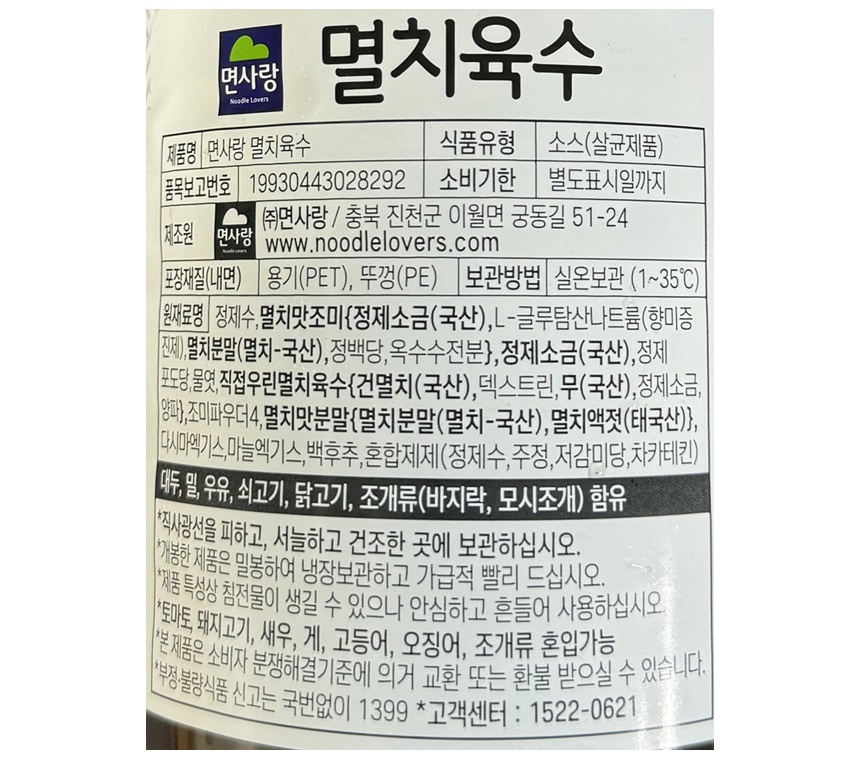 면사랑
Noodle Lovers
멸치육수
제품명 면사랑 멸치육수 식품유형 소스(살균제품)
품목보고번호 19930443028292 소비기한 별도표시일까지
제조원 면사랑 Noodle Lovers ㈜면사랑 / 충북 진천군 이월면 궁동길 51-24
www.noodlelovers.com
포장재질(내면) 용기(PET), 뚜껑(PE) 보관방법 실온보관 (1~35℃)
원재료명 정제수,멸치맛조미{정제소금(국산),L-글루탐산나트륨(향미증
진제),멸치분말(멸치-국산),정백당,옥수수전분},정제소금(국산),정제
포도당,물엿,직접우린멸치육수{건멸치(국산),덱스트린,무(국산),정제소금,
양파},조미파우더4,멸치맛분말{멸치분말(멸치-국산),멸치액젓(태국산)},
다시마엑기스,마늘엑기스,백후추,혼합제제(정제수,주정,저감미당,차카테킨)
대두, 밀, 우유, 쇠고기, 닭고기, 조개류(바지락, 모시조개) 함유
*직사광선을 피하고, 서늘하고 건조한 곳에 보관하십시오.
*개봉한 제품은 밀봉하여 냉장보관하고 가급적 빨리 드십시오.
*제품 특성상 침전물이 생길 수 있으나 안심하고 흔들어 사용하십시오.
*토마토, 돼지고기, 새우, 게, 고등어, 오징어, 조개류 혼입가능
*본 제품은 소비자 분쟁해결기준에 의거 교환 또는 환불 받으실 수 있습니다.
*부정·불량식품 신고는 국번없이 1399 *고객센터 : 1522-0621